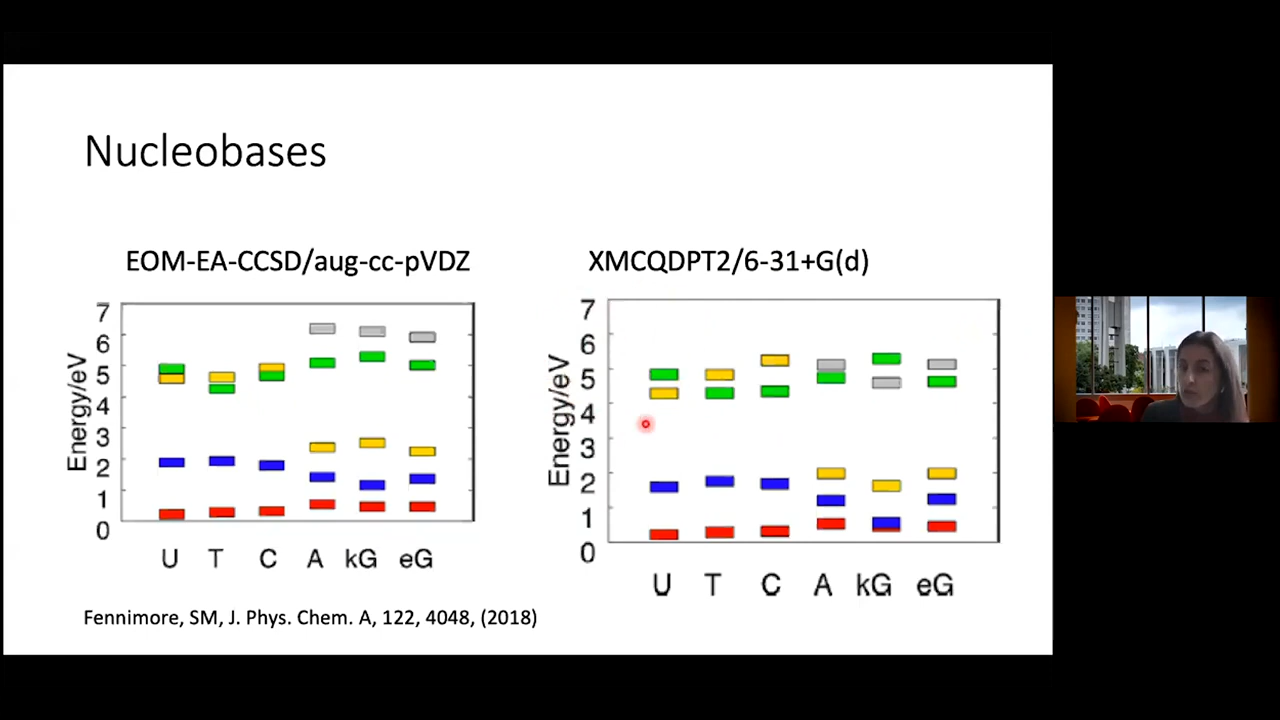 Nucleobases
EOM-EA-CCSD/aug-cc-pVDZ
Energy/eV
7
6
5
4
3
2
1
0
U T C A kG eG
XMCQDPT2/6-31+G(d)
Energy/eV
7
6
5
4
3
2
1
0
U T C A kG eG
Fennimore, SM, J. Phys. Chem. A, 122, 4048, (2018)